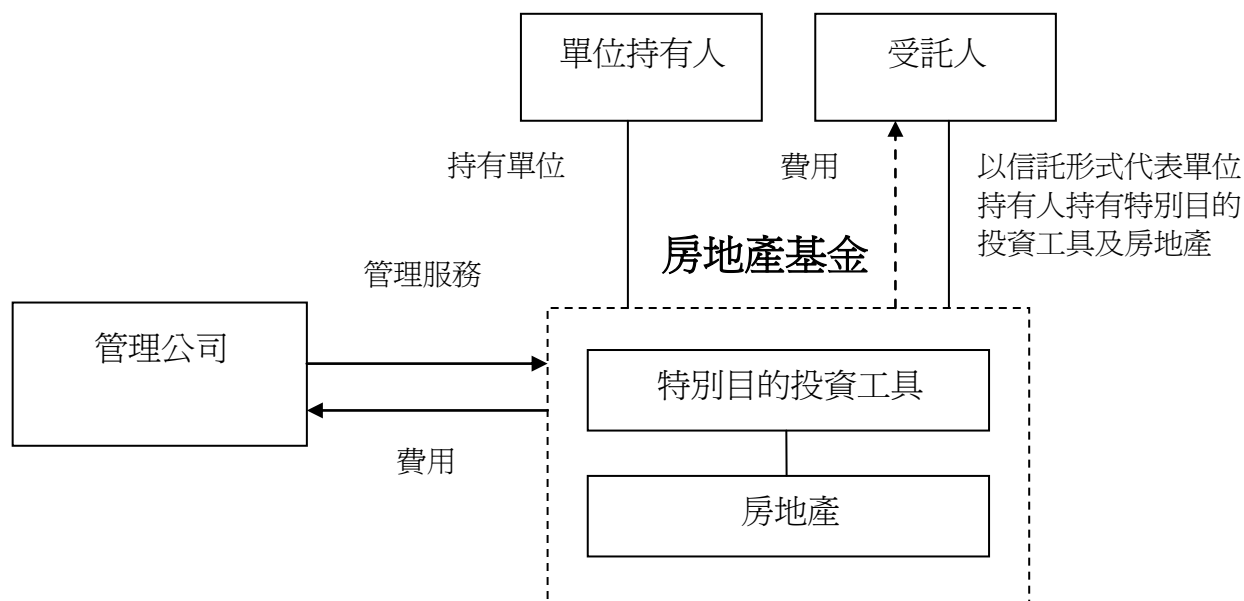 單位持有人
受託人
持有單位
費用
以信託形式代表單位
持有人持有特別目的
投資工具及房地產
房地產基金
管理服務
管理公司
特別目的投資工具
費用
房地產